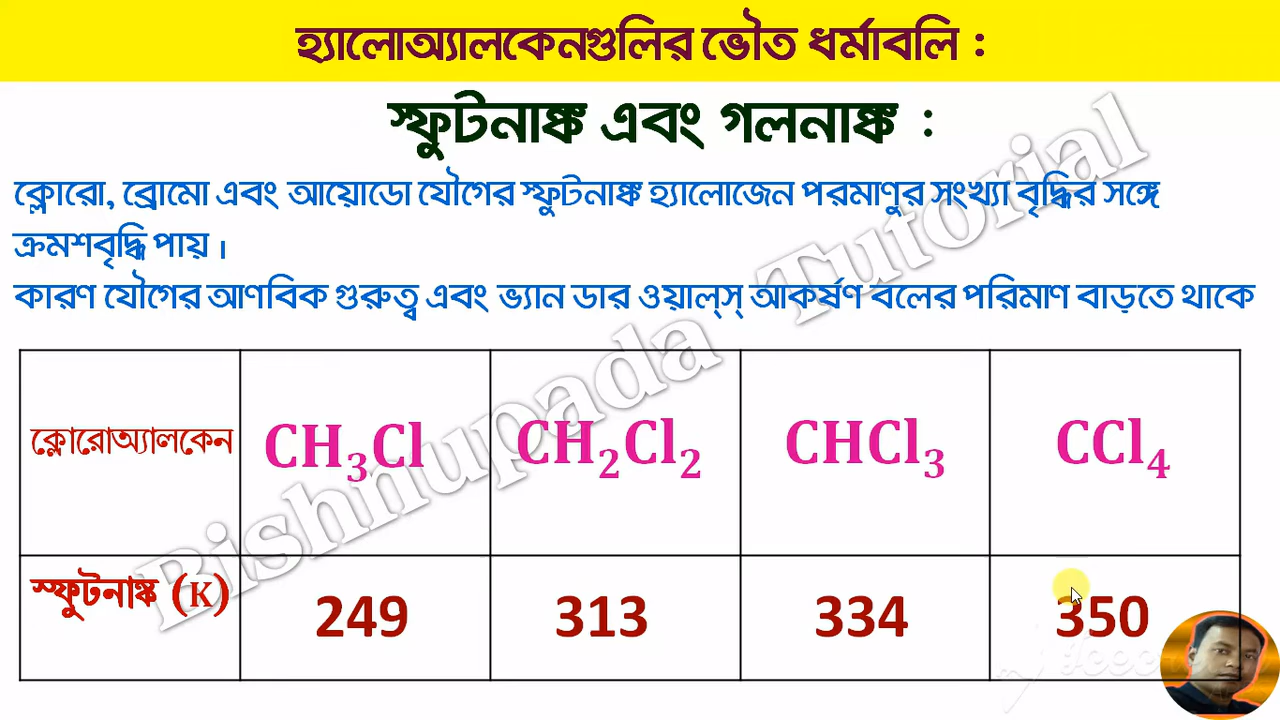 হ্যালোঅ্যালকেনগুলির ভৌত ধর্মাবলি :
স্ফুটনাঙ্ক এবং গলনাঙ্ক :
ক্লোরো, ব্রোমো এবং আয়োডো যৌগের স্ফুটনাঙ্ক হ্যালোজেন পরমাণুর সংখ্যা বৃদ্ধির সঙ্গে
ক্রমশবৃদ্ধি পায় ।
কারণ যৌগের আণবিক গুরুত্ব এবং ভ্যান ডার ওয়াল্‌স্ আকর্ষণ বলের পরিমাণ বাড়তে থাকে
ক্লোরোঅ্যালকেন CH₃Cl CH₂Cl₂ CHCl₃ CCl₄
স্ফুটনাঙ্ক (K) 249 313 334 350
Bishnupada Tutorial